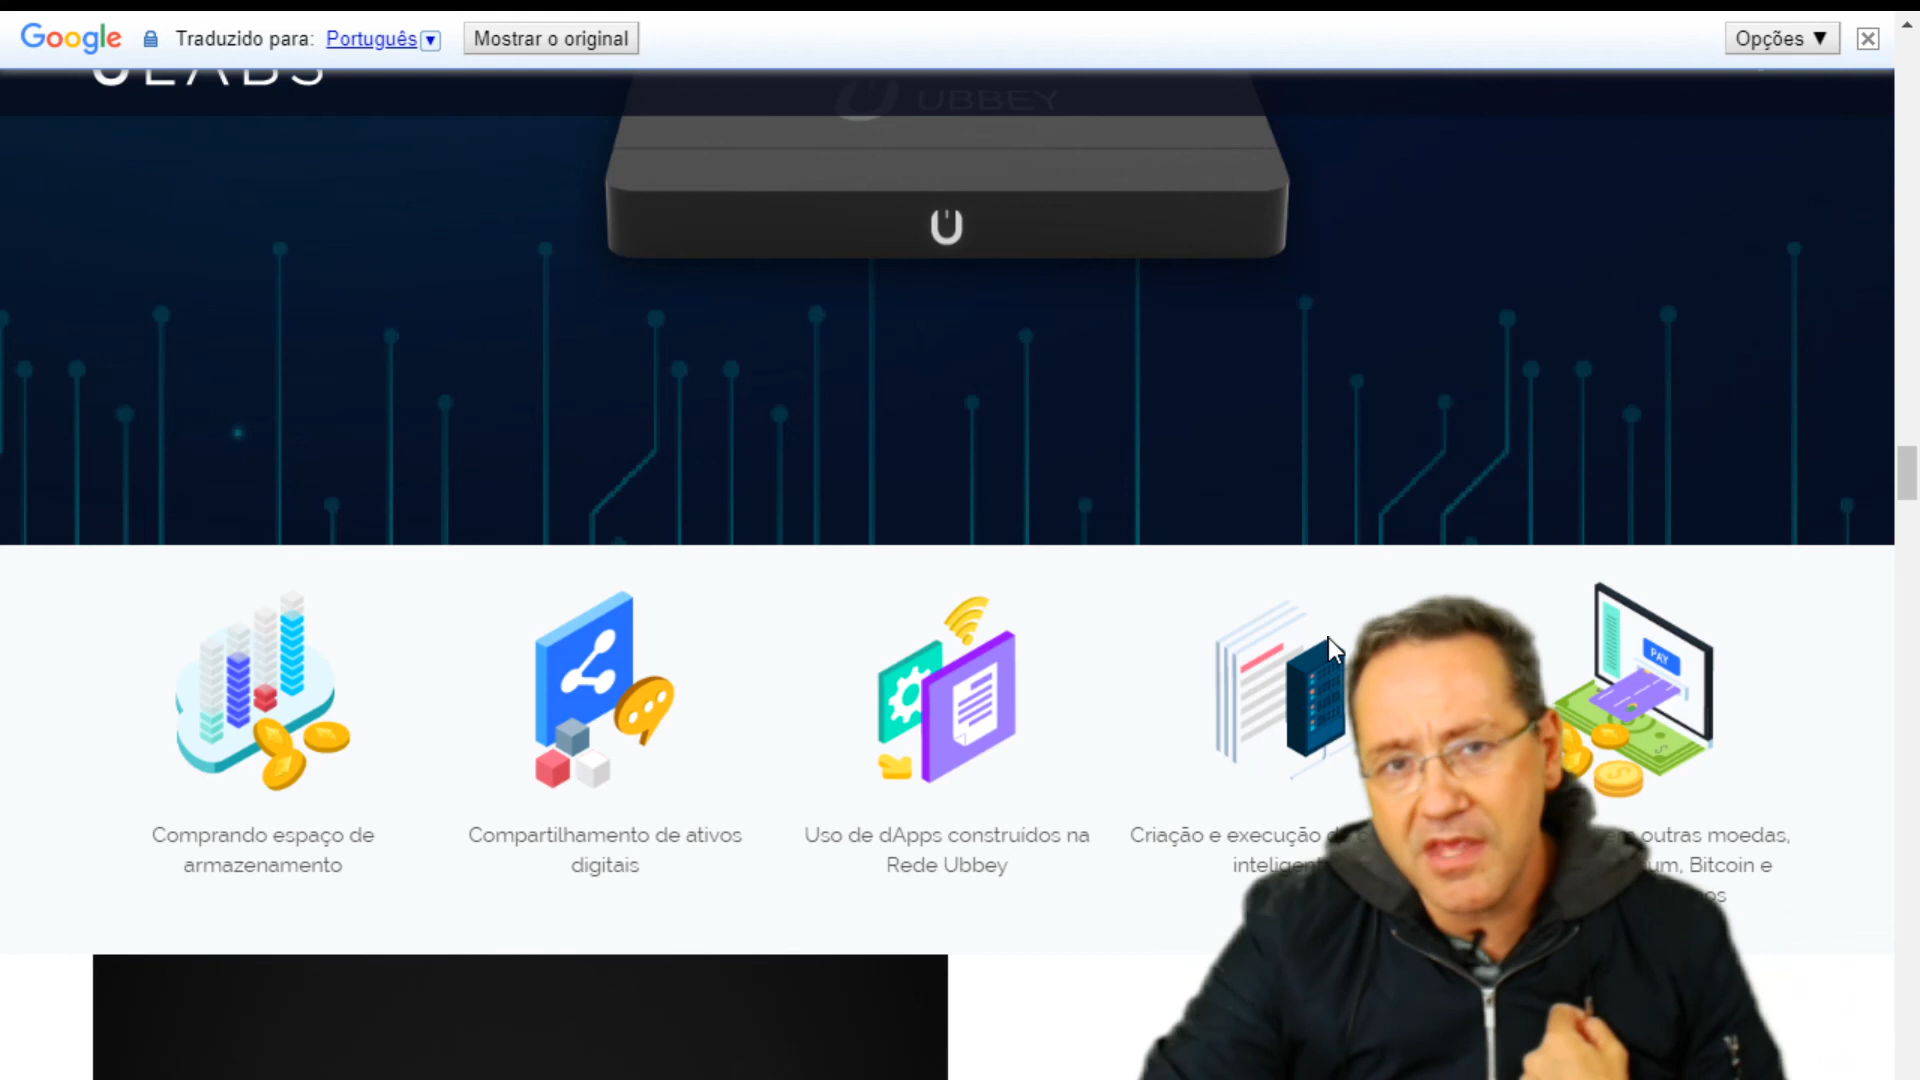 Google Traduzido para: Português Mostrar o original Opções
LABS
UBBEY
PAY
Comprando espaço de
armazenamento
Compartilhamento de ativos
digitais
Uso de dApps construídos na
Rede Ubbey
Criação e execução
outras moedas,
Bitcoin e